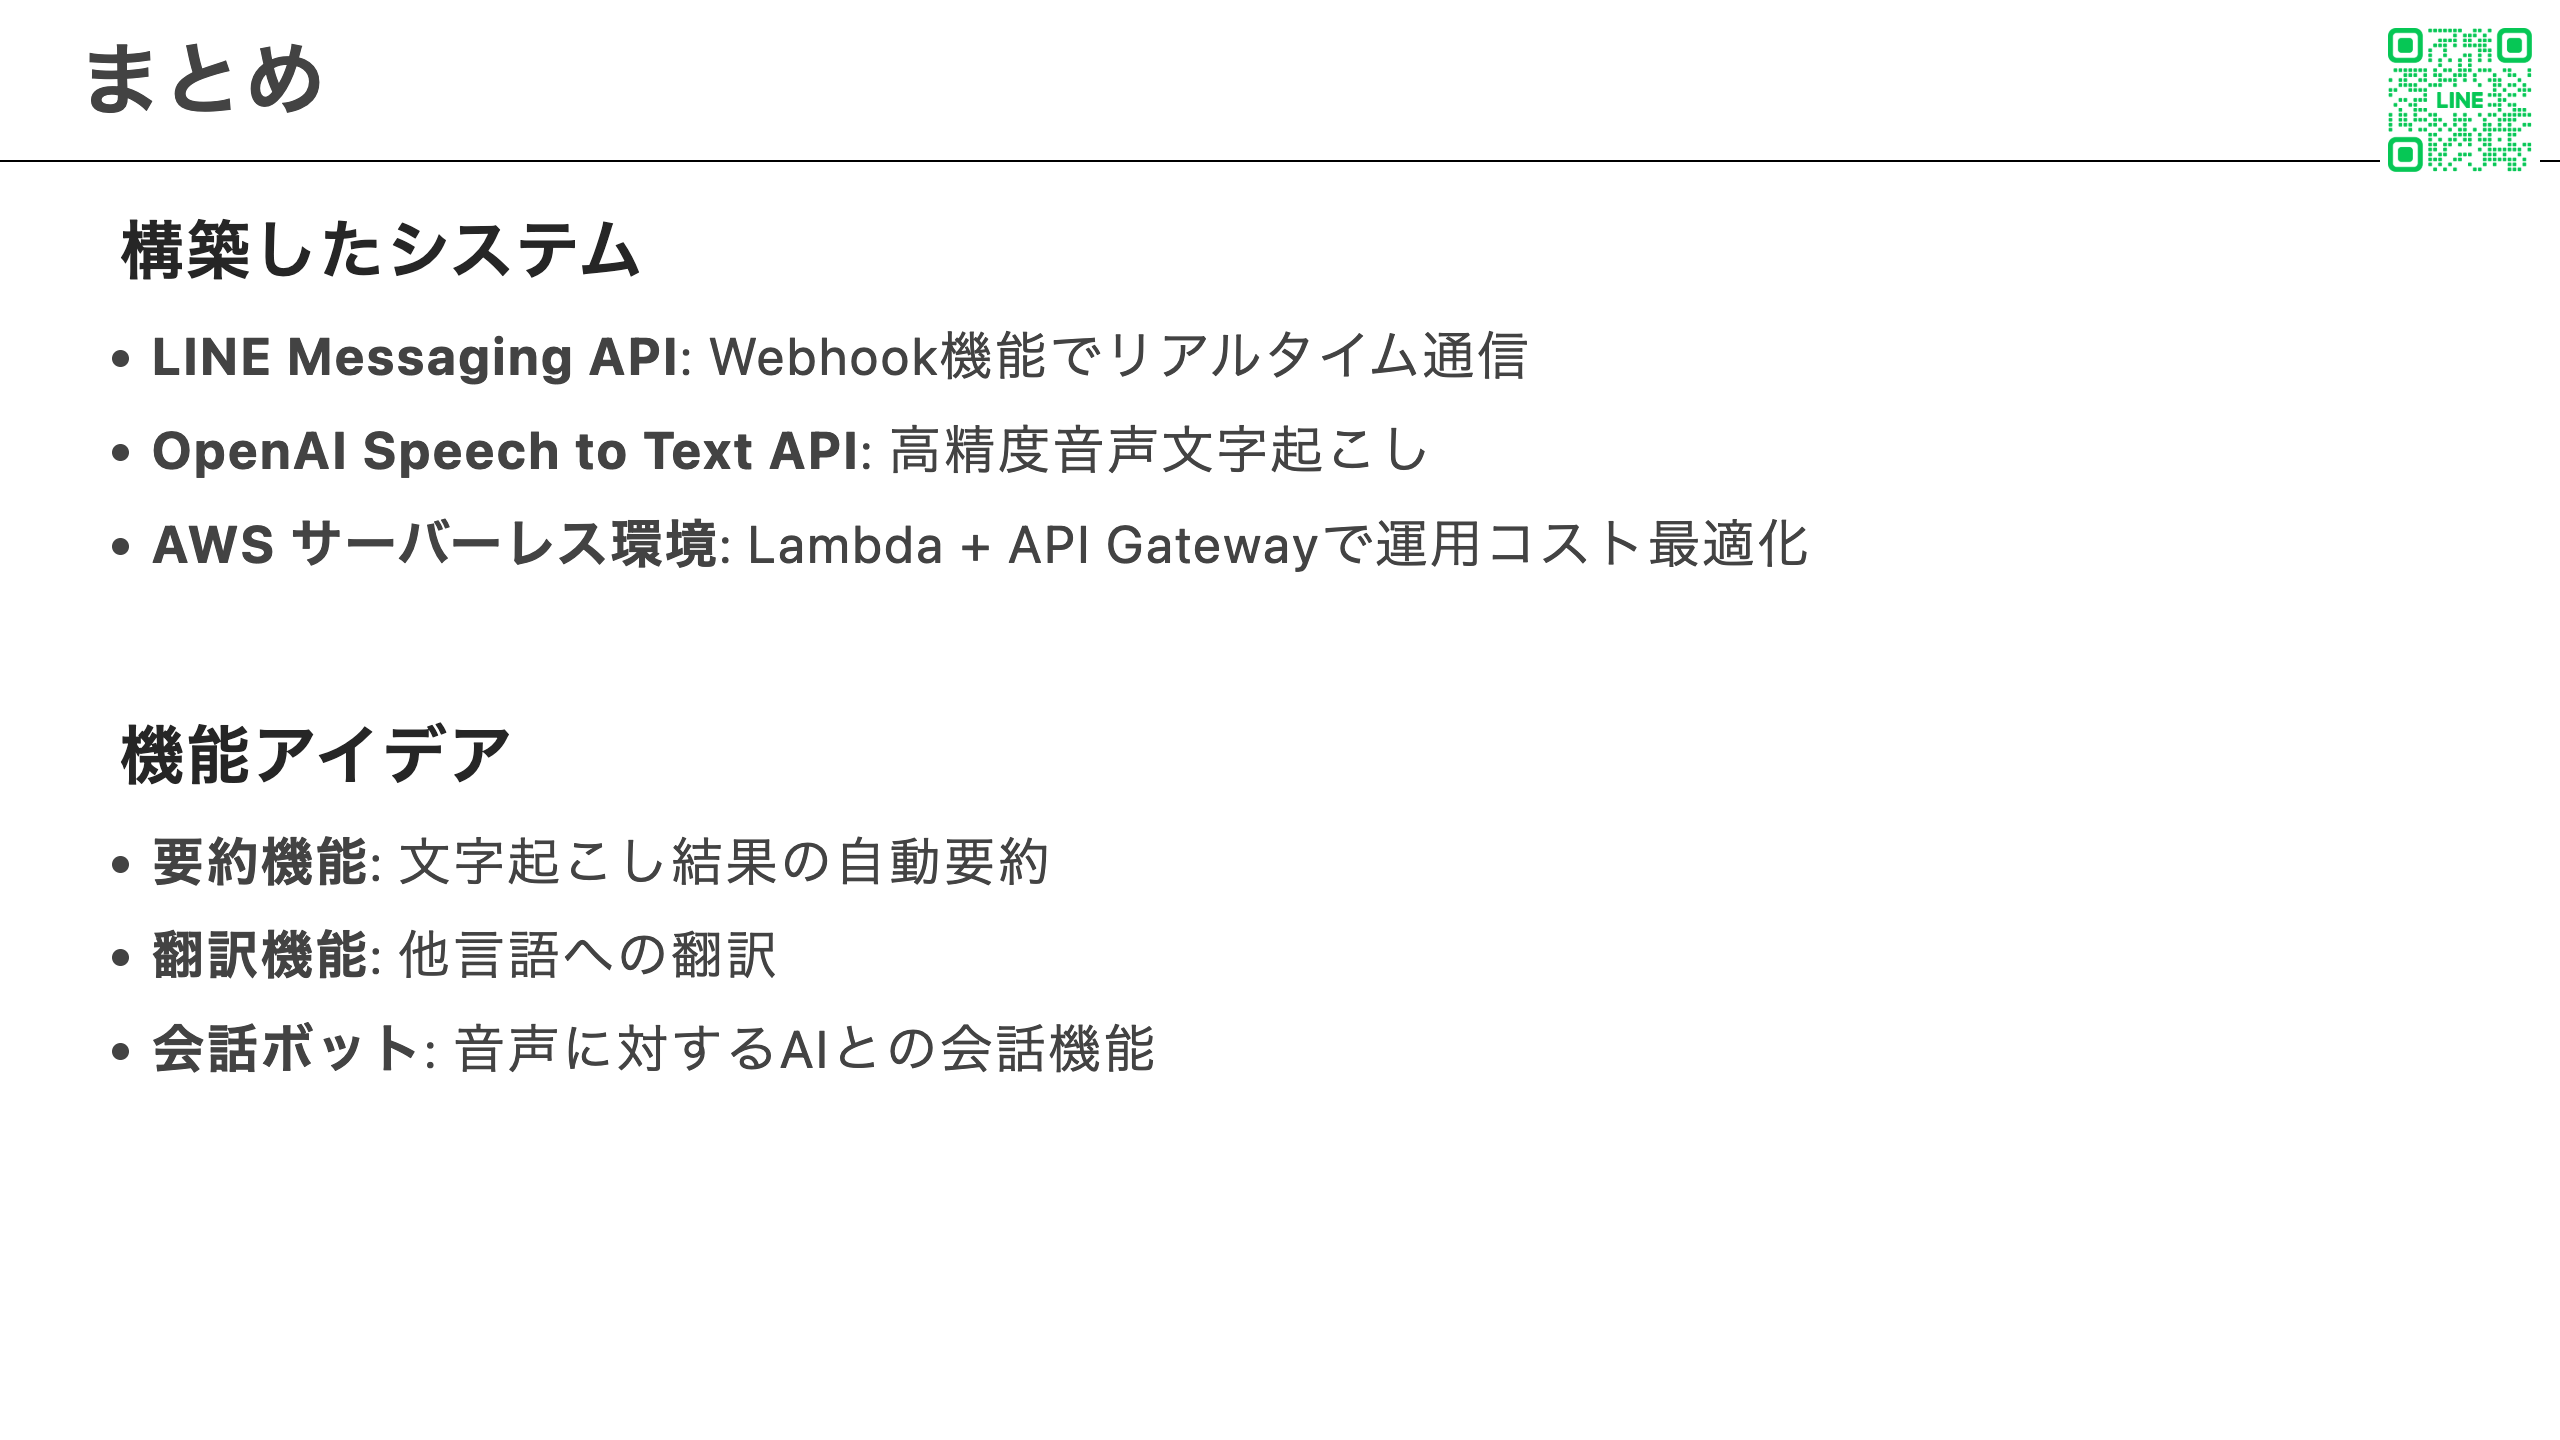 まとめ
LINE
構築したシステム
• LINE Messaging API: Webhook機能でリアルタイム通信
• OpenAI Speech to Text API: 高精度音声文字起こし
• AWS サーバーレス環境: Lambda + API Gatewayで運用コスト最適化
機能アイデア
• 要約機能: 文字起こし結果の自動要約
• 翻訳機能: 他言語への翻訳
• 会話ボット: 音声に対するAIとの会話機能